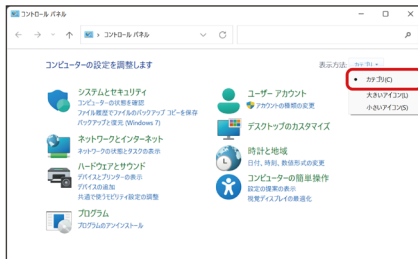 コントロール パネル
コントロール パネル
コンピューターの設定を調整します
表示方法: カテゴリ
カテゴリ(C)
大きいアイコン(L)
小さいアイコン(S)
システムとセキュリティ
コンピューターの状態を確認
ファイル履歴でファイルのバックアップ コピーを保存
バックアップと復元 (Windows 7)
ネットワークとインターネット
ネットワークの状態とタスクの表示
ハードウェアとサウンド
デバイスとプリンターの表示
デバイスの追加
共通で使うモビリティ設定の調整
プログラム
プログラムのアンインストール
ユーザー アカウント
アカウントの種類の変更
デスクトップのカスタマイズ
時計と地域
日付、時刻、数値形式の変更
コンピューターの簡単操作
設定の提案の表示
視覚ディスプレイの最適化